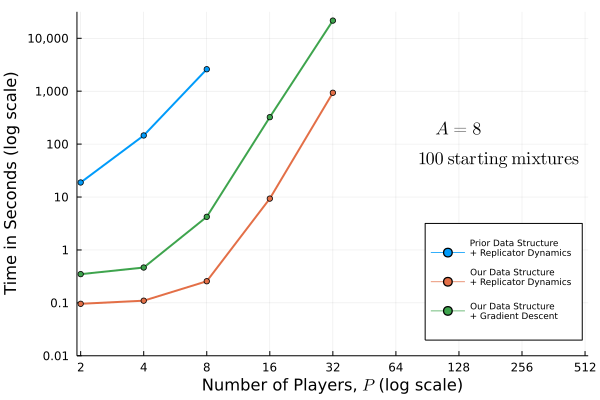 Time in Seconds (log scale)
10,000
1,000
100
10
1
0.1
0.01
2 4 8 16 32 64 128 256 512
Number of Players, P (log scale)
A = 8
100 starting mixtures
Prior Data Structure
+ Replicator Dynamics
Our Data Structure
+ Replicator Dynamics
Our Data Structure
+ Gradient Descent